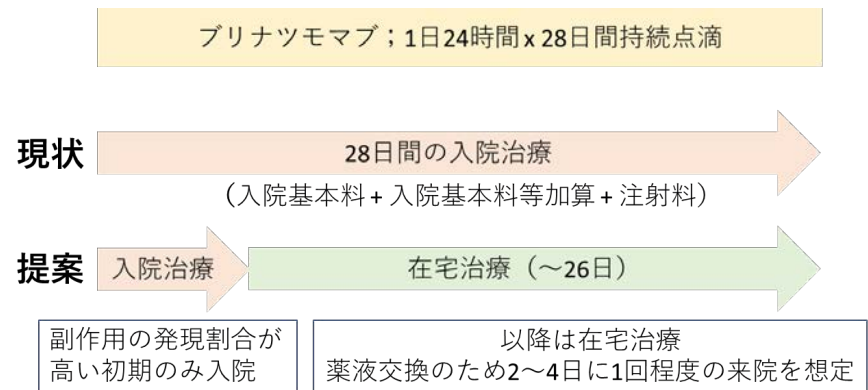 ブリナツモマブ；1日24時間 x 28日間持続点滴
現状
28日間の入院治療
（入院基本料 + 入院基本料等加算 + 注射料）
提案
入院治療
在宅治療（～26日）
副作用の発現割合が
高い初期のみ入院
以降は在宅治療
薬液交換のため2～4日に1回程度の来院を想定